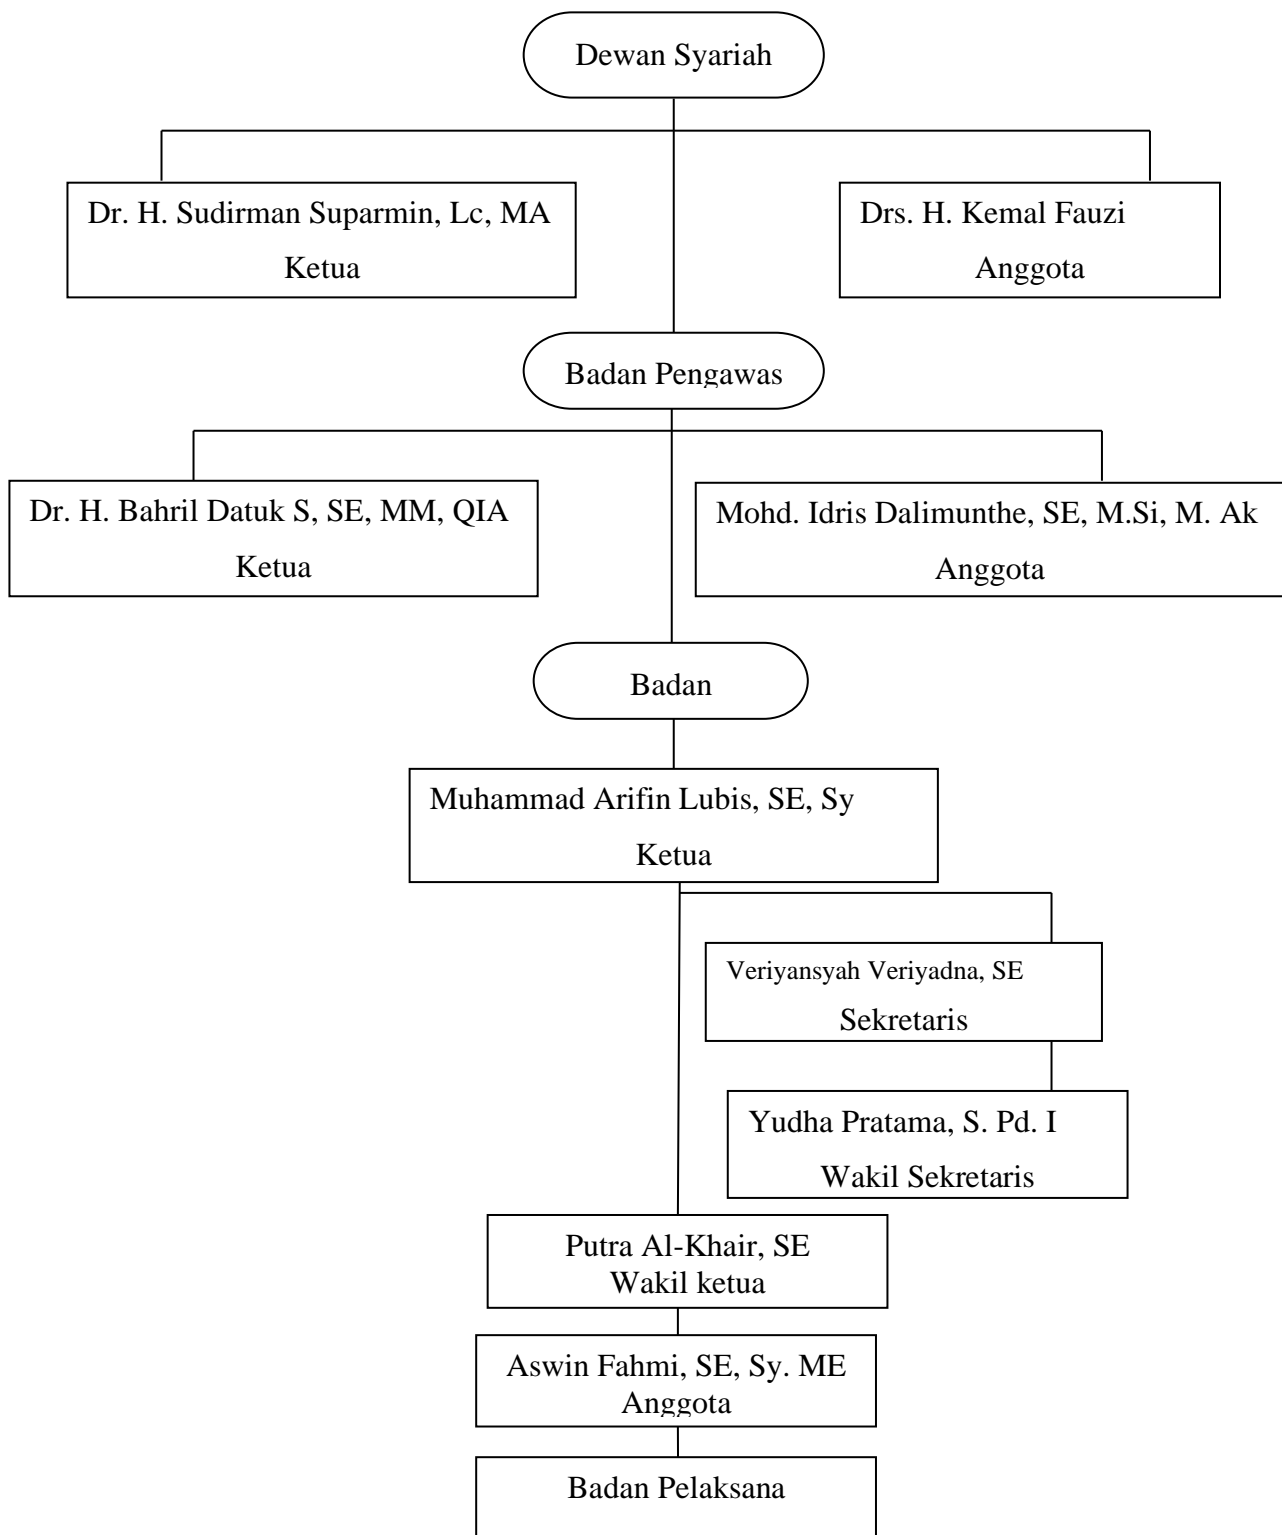 Dewan Syariah
Dr. H. Sudirman Suparmin, Lc, MA
Ketua
Drs. H. Kemal Fauzi
Anggota
Badan Pengawas
Dr. H. Bahril Datuk S, SE, MM, QIA
Ketua
Mohd. Idris Dalimunthe, SE, M.Si, M. Ak
Anggota
Badan
Muhammad Arifin Lubis, SE, Sy
Ketua
Veriyansyah Veriyadna, SE
Sekretaris
Yudha Pratama, S. Pd. I
Wakil Sekretaris
Putra Al-Khair, SE
Wakil ketua
Aswin Fahmi, SE, Sy. ME
Anggota
Badan Pelaksana